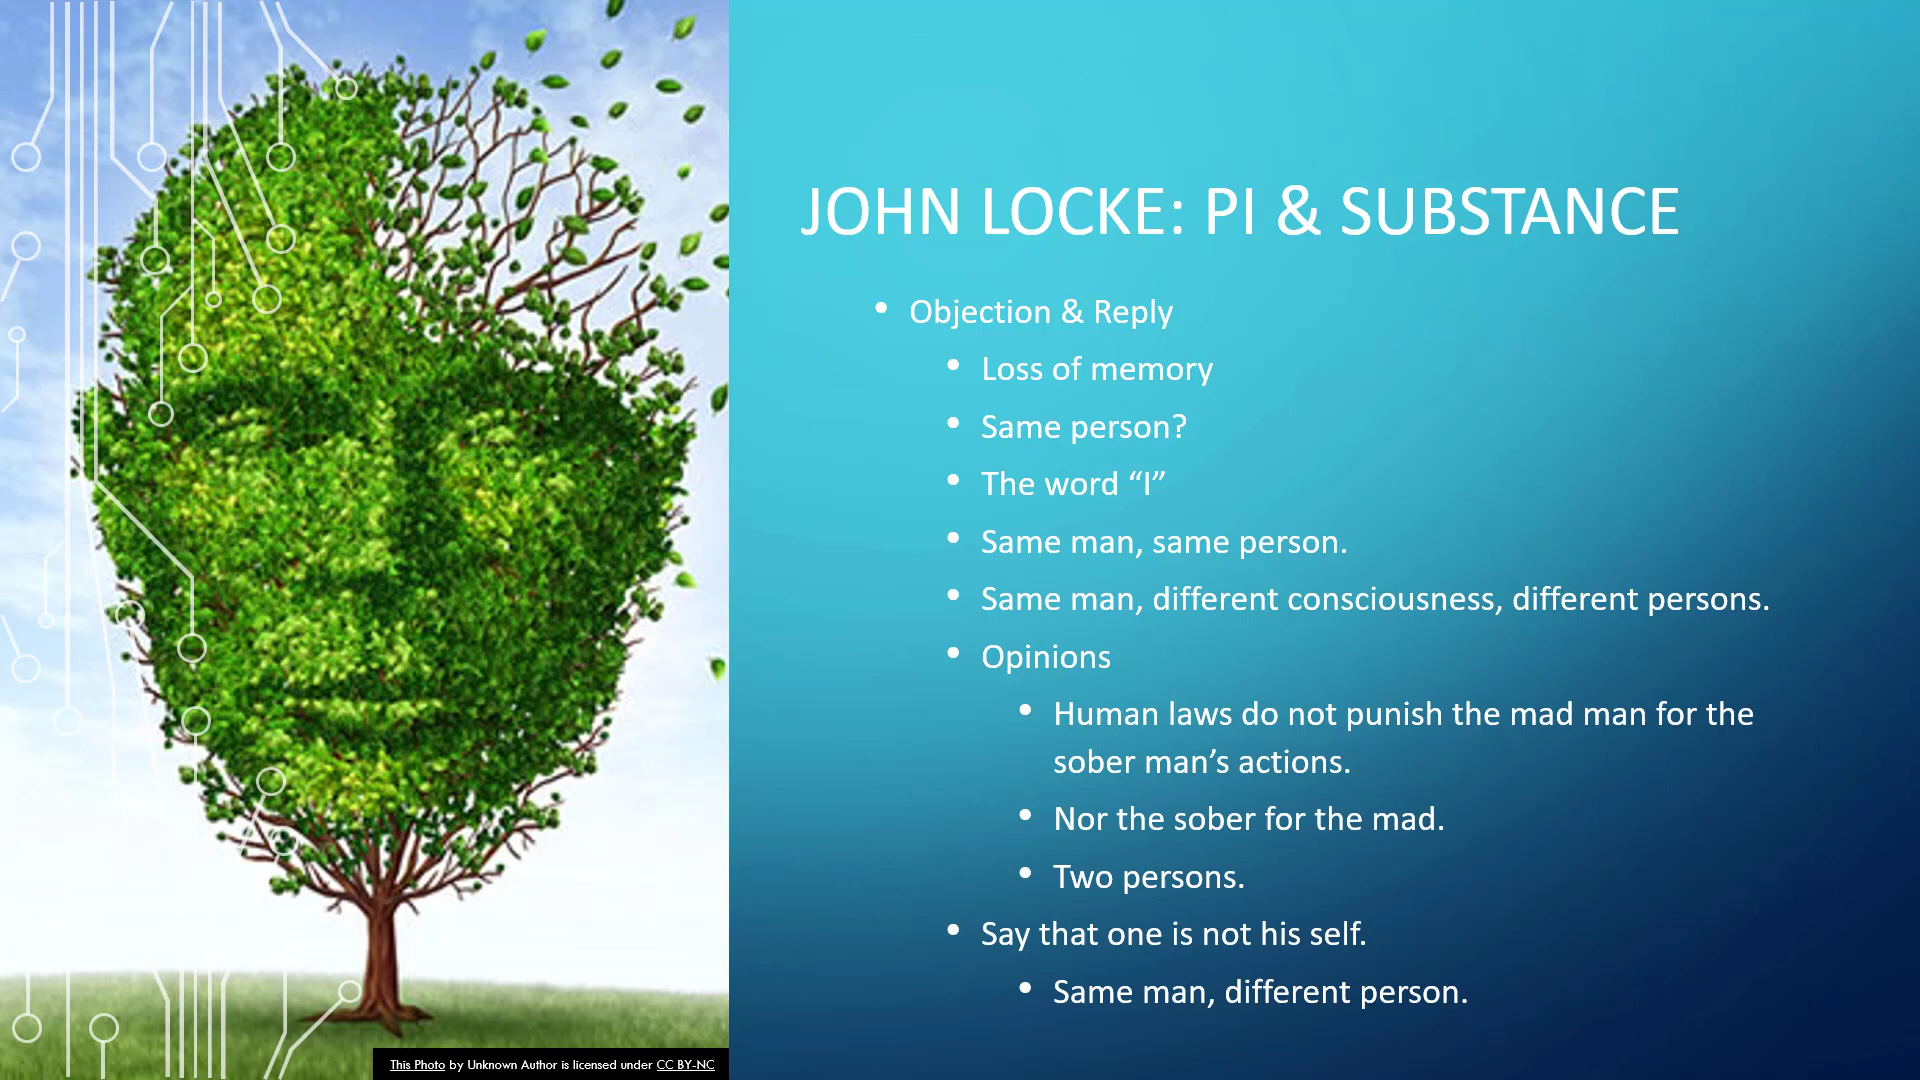 JOHN LOCKE: PI & SUBSTANCE
• Objection & Reply
• Loss of memory
• Same person?
• The word “I”
• Same man, same person.
• Same man, different consciousness, different persons.
• Opinions
• Human laws do not punish the mad man for the
sober man’s actions.
• Nor the sober for the mad.
• Two persons.
• Say that one is not his self.
• Same man, different person.
This Photo by Unknown Author is licensed under CC BY-NC